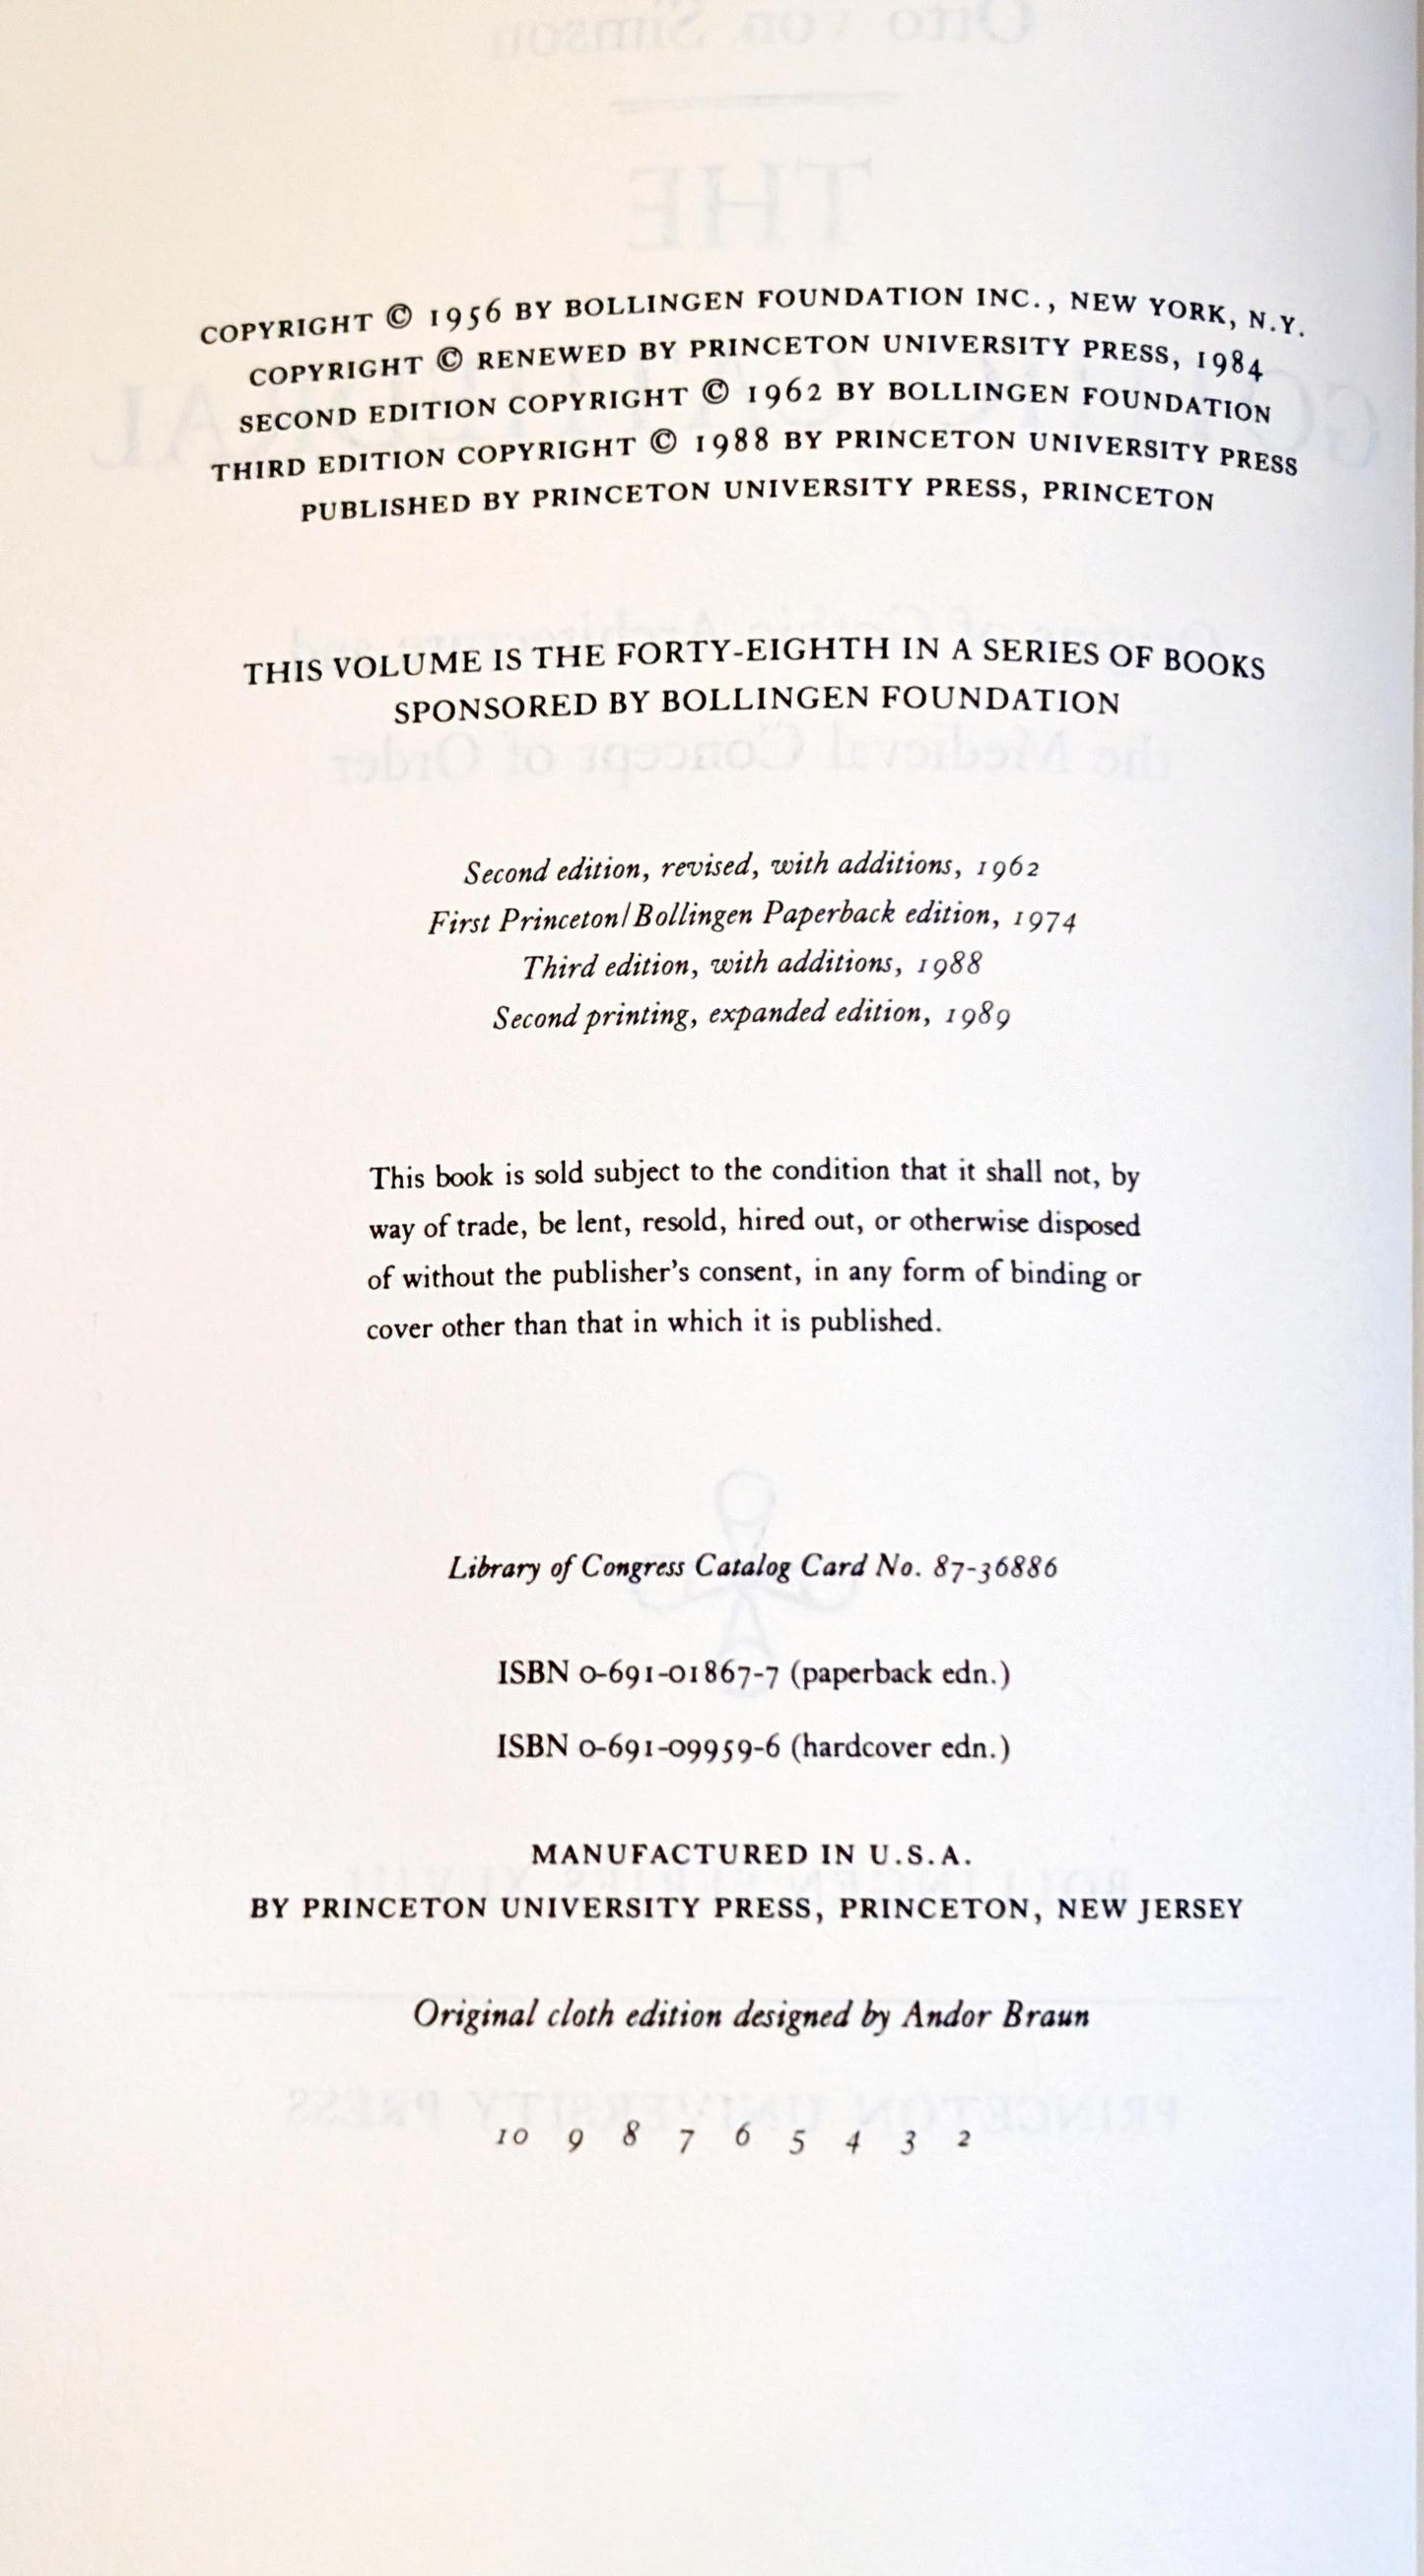 COPYRIGHT © 1956 BY BOLLINGEN FOUNDATION INC., NEW YORK, N.Y.
COPYRIGHT © RENEWED BY PRINCETON UNIVERSITY PRESS, 1984
SECOND EDITION COPYRIGHT © 1962 BY BOLLINGEN FOUNDATION
THIRD EDITION COPYRIGHT © 1988 BY PRINCETON UNIVERSITY PRESS
PUBLISHED BY PRINCETON UNIVERSITY PRESS, PRINCETON
THIS VOLUME IS THE FORTY-EIGHTH IN A SERIES OF BOOKS
SPONSORED BY BOLLINGEN FOUNDATION
Second edition, revised, with additions, 1962
First Princeton/Bollingen Paperback edition, 1974
Third edition, with additions, 1988
Second printing, expanded edition, 1989
This book is sold subject to the condition that it shall not, by
way of trade, be lent, resold, hired out, or otherwise disposed
of without the publisher's consent, in any form of binding or
cover other than that in which it is published.
Library of Congress Catalog Card No. 87-36886
ISBN 0-691-01867-7 (paperback edn.)
ISBN 0-691-09959-6 (hardcover edn.)
MANUFACTURED IN U.S.A.
BY PRINCETON UNIVERSITY PRESS, PRINCETON, NEW JERSEY
Original cloth edition designed by Andor Braun
10 9 8 7 6 5 4 3 2